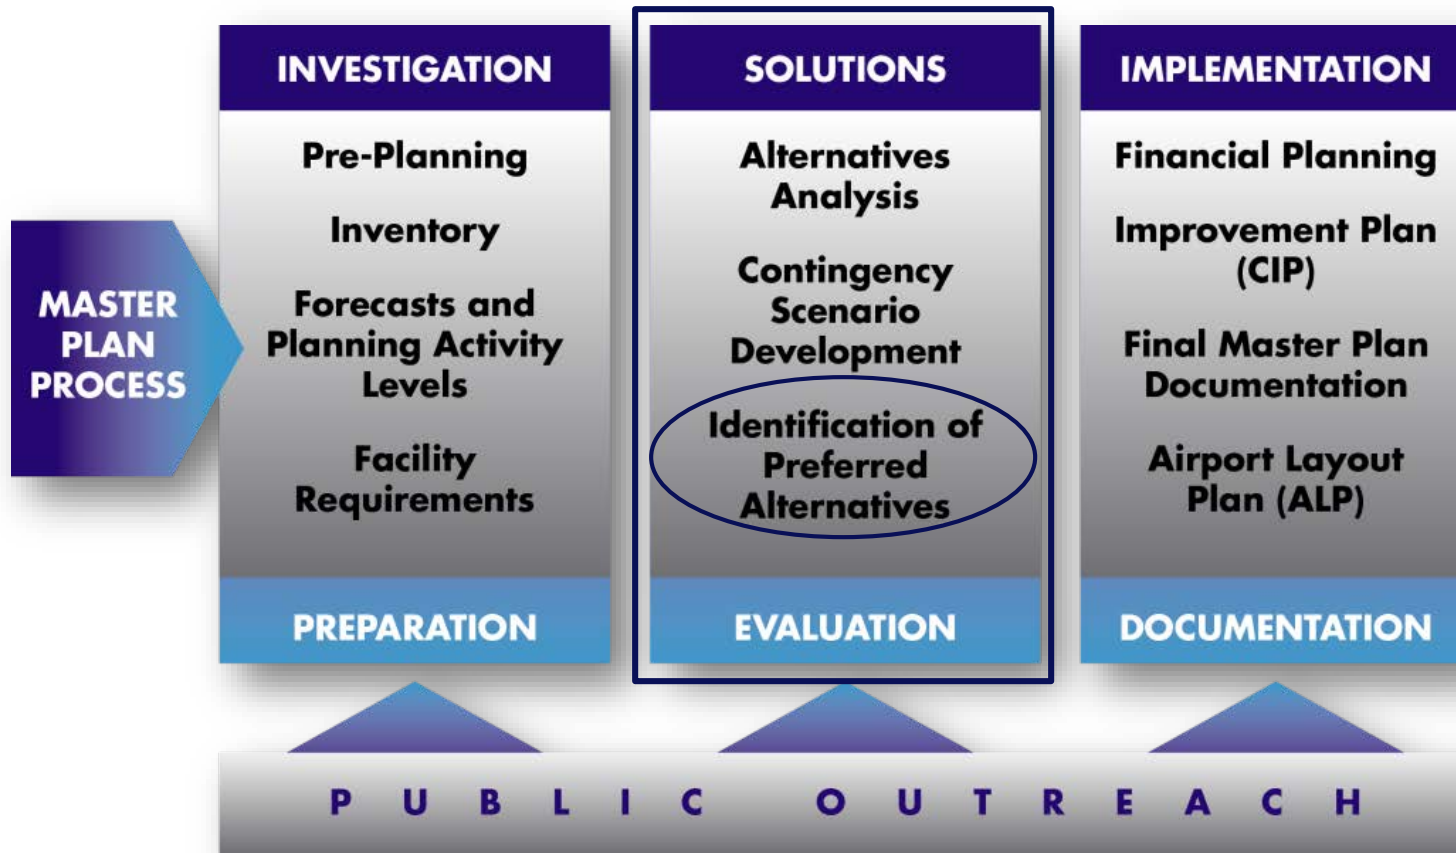 MASTER
PLAN
PROCESS
INVESTIGATION
Pre-Planning
Inventory
Forecasts and
Planning Activity
Levels
Facility
Requirements
PREPARATION
SOLUTIONS
Alternatives
Analysis
Contingency
Scenario
Development
Identification of
Preferred
Alternatives
EVALUATION
IMPLEMENTATION
Financial Planning
Improvement Plan
(CIP)
Final Master Plan
Documentation
Airport Layout
Plan (ALP)
DOCUMENTATION
PUBLIC OUTREACH